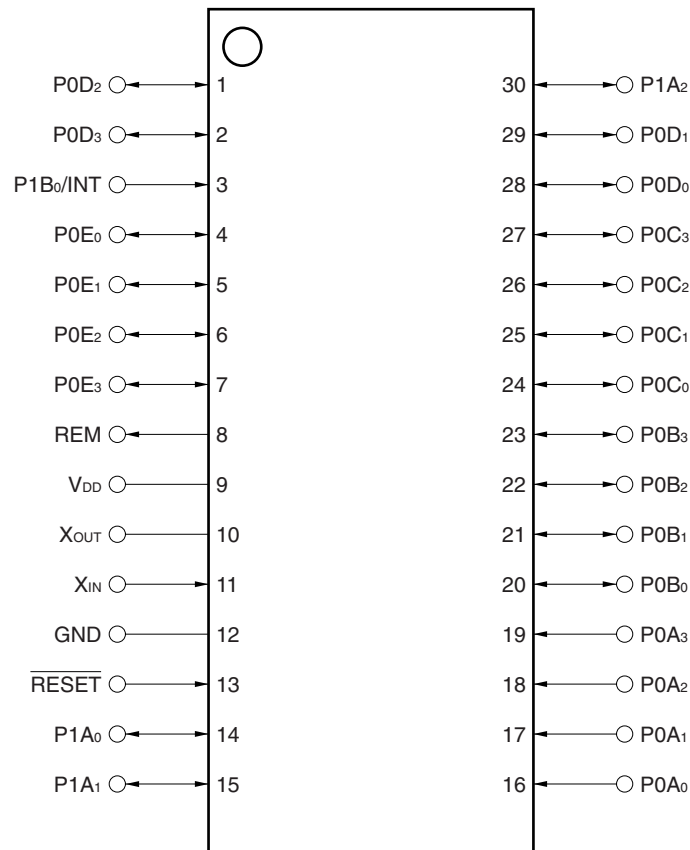 P0D₂ 1 30 P1A₂
P0D₃ 2 29 P0D₁
P1B₀/INT 3 28 P0D₀
P0E₀ 4 27 P0C₃
P0E₁ 5 26 P0C₂
P0E₂ 6 25 P0C₁
P0E₃ 7 24 P0C₀
REM 8 23 P0B₃
VDD 9 22 P0B₂
XOUT 10 21 P0B₁
XIN 11 20 P0B₀
GND 12 19 P0A₃
R̅E̅S̅E̅T̅ 13 18 P0A₂
P1A₀ 14 17 P0A₁
P1A₁ 15 16 P0A₀